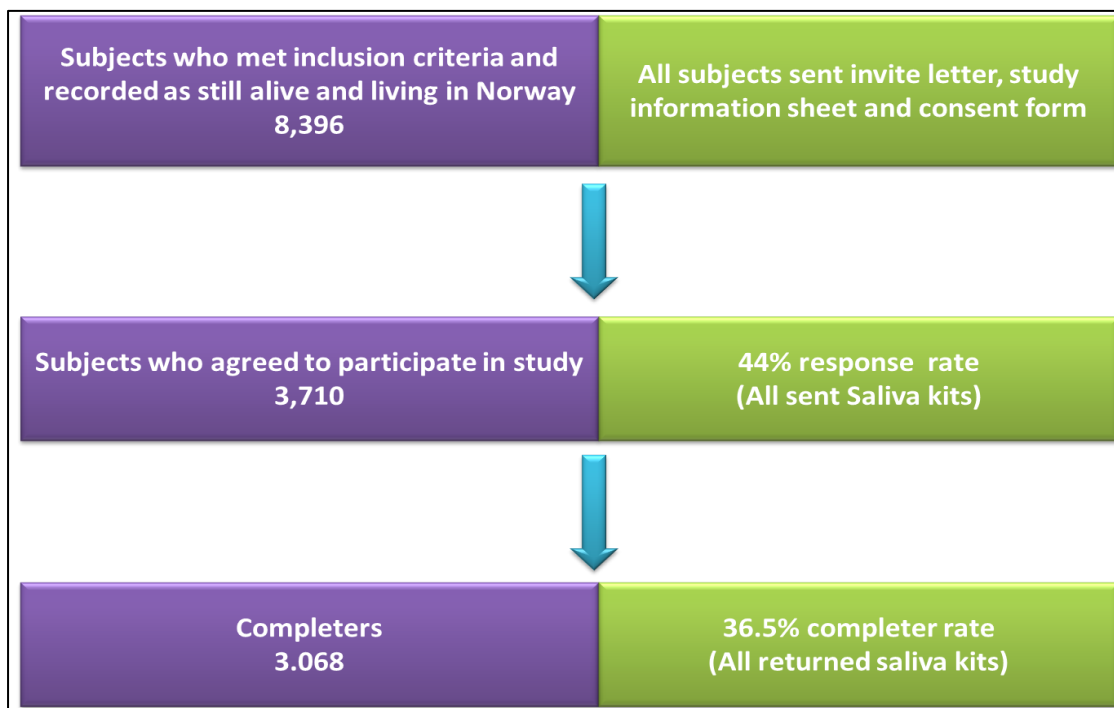 Subjects who met inclusion criteria and
recorded as still alive and living in Norway
8,396
All subjects sent invite letter, study
information sheet and consent form
Subjects who agreed to participate in study
3,710
44% response rate
(All sent Saliva kits)
Completers
3.068
36.5% completer rate
(All returned saliva kits)